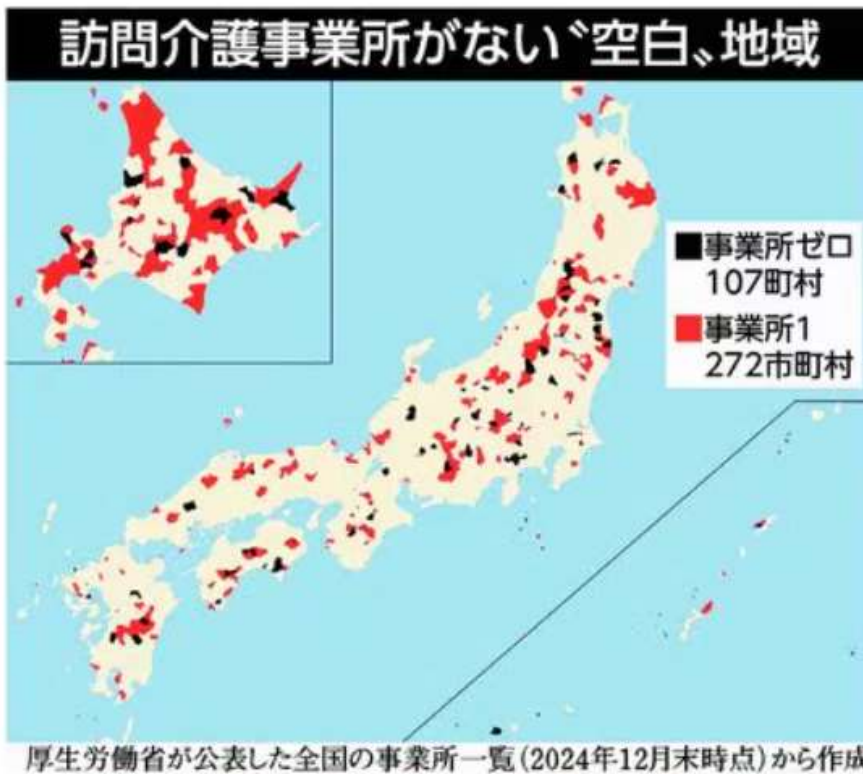 訪問介護事業所がない〝空白〟地域
■事業所ゼロ
107町村
■事業所1
272市町村
厚生労働省が公表した全国の事業所一覧(2024年12月末時点)から作成